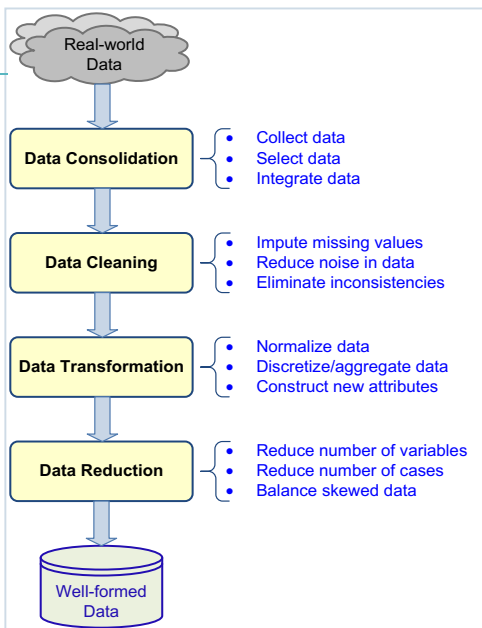 Real-world
Data
Data Consolidation
• Collect data
• Select data
• Integrate data
Data Cleaning
• Impute missing values
• Reduce noise in data
• Eliminate inconsistencies
Data Transformation
• Normalize data
• Discretize/aggregate data
• Construct new attributes
Data Reduction
• Reduce number of variables
• Reduce number of cases
• Balance skewed data
Well-formed
Data